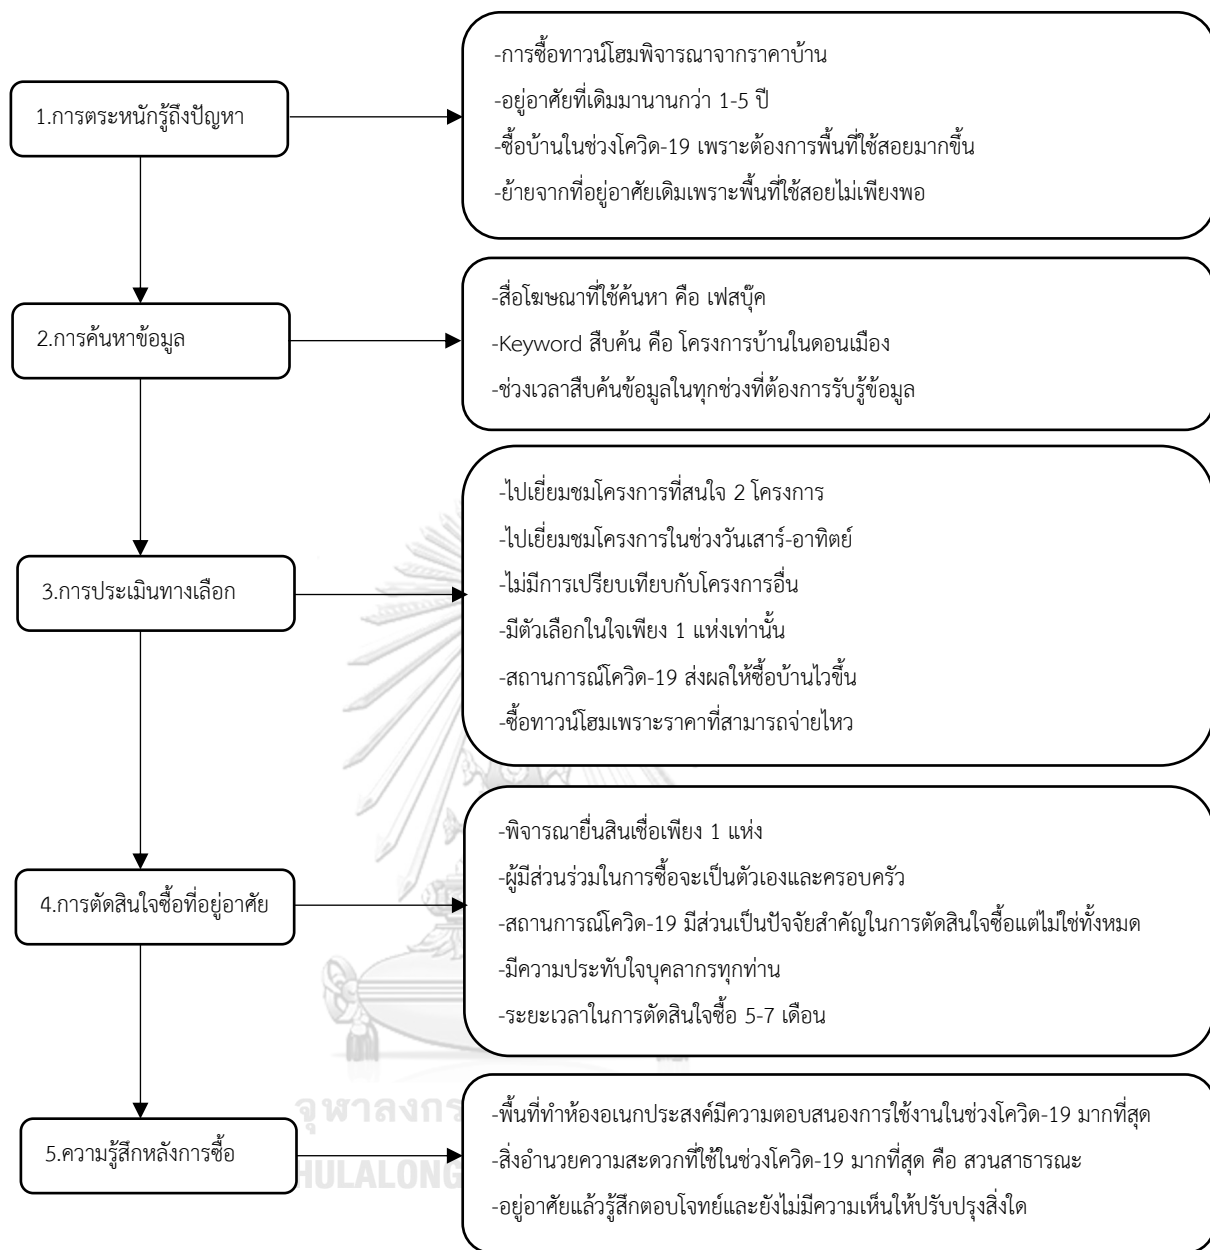 1.การตระหนักรู้ถึงปัญหา
-การซื้อทาวน์โฮมพิจารณาจากราคาบ้าน
-อยู่อาศัยที่เดิมมานานกว่า 1-5 ปี
-ซื้อบ้านในช่วงโควิด-19 เพราะต้องการพื้นที่ใช้สอยมากขึ้น
-ย้ายจากที่อยู่อาศัยเดิมเพราะพื้นที่ใช้สอยไม่เพียงพอ
2.การค้นหาข้อมูล
-สื่อโฆษณาที่ใช้ค้นหา คือ เฟสบุ๊ค
-Keyword สืบค้น คือ โครงการบ้านในดอนเมือง
-ช่วงเวลาสืบค้นข้อมูลในทุกช่วงที่ต้องการรับรู้ข้อมูล
3.การประเมินทางเลือก
-ไปเยี่ยมชมโครงการที่สนใจ 2 โครงการ
-ไปเยี่ยมชมโครงการในช่วงวันเสาร์-อาทิตย์
-ไม่มีการเปรียบเทียบกับโครงการอื่น
-มีตัวเลือกในใจเพียง 1 แห่งเท่านั้น
-สถานการณ์โควิด-19 ส่งผลให้ซื้อบ้านไวขึ้น
-ซื้อทาวน์โฮมเพราะราคาที่สามารถจ่ายไหว
4.การตัดสินใจซื้อที่อยู่อาศัย
-พิจารณายื่นสินเชื่อเพียง 1 แห่ง
-ผู้มีส่วนร่วมในการซื้อจะเป็นตัวเองและครอบครัว
-สถานการณ์โควิด-19 มีส่วนเป็นปัจจัยสำคัญในการตัดสินใจซื้อแต่ไม่ใช่ทั้งหมด
-มีความประทับใจบุคลากรทุกท่าน
-ระยะเวลาในการตัดสินใจซื้อ 5-7 เดือน
5.ความรู้สึกหลังการซื้อ
-พื้นที่ทำห้องอเนกประสงค์มีความตอบสนองการใช้งานในช่วงโควิด-19 มากที่สุด
-สิ่งอำนวยความสะดวกที่ใช้ในช่วงโควิด-19 มากที่สุด คือ สวนสาธารณะ
-อยู่อาศัยแล้วรู้สึกตอบโจทย์และยังไม่มีความเห็นให้ปรับปรุงสิ่งใด
จุฬาลงกร
HULALONG